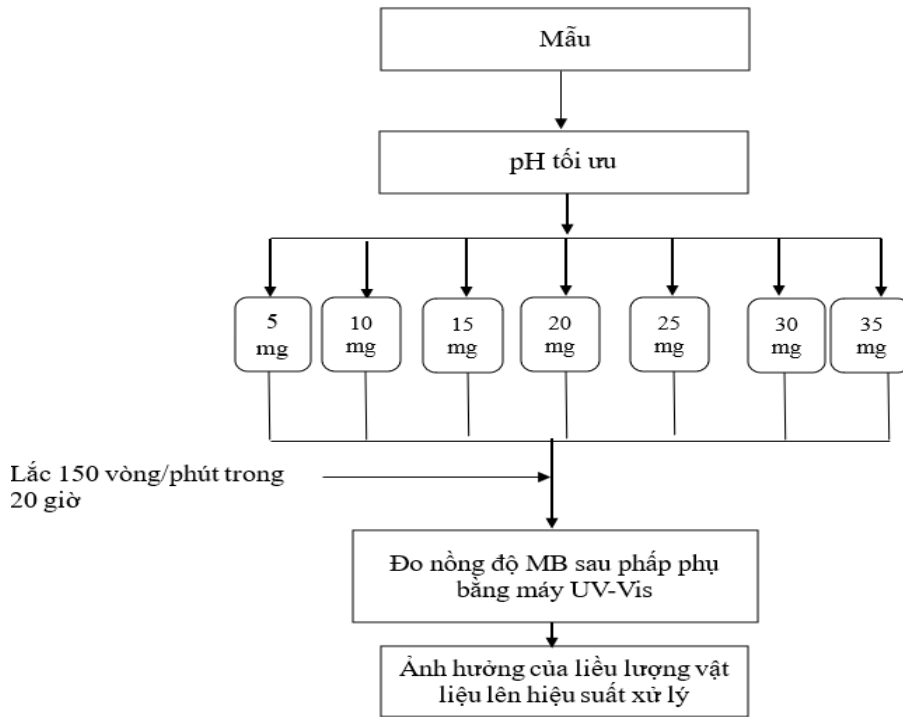 Mẫu
pH tối ưu
5
mg
10
mg
15
mg
20
mg
25
mg
30
mg
35
mg
Lắc 150 vòng/phút trong
20 giờ
Đo nồng độ MB sau phấp phụ
bằng máy UV-Vis
Ảnh hưởng của liều lượng vật
liệu lên hiệu suất xử lý